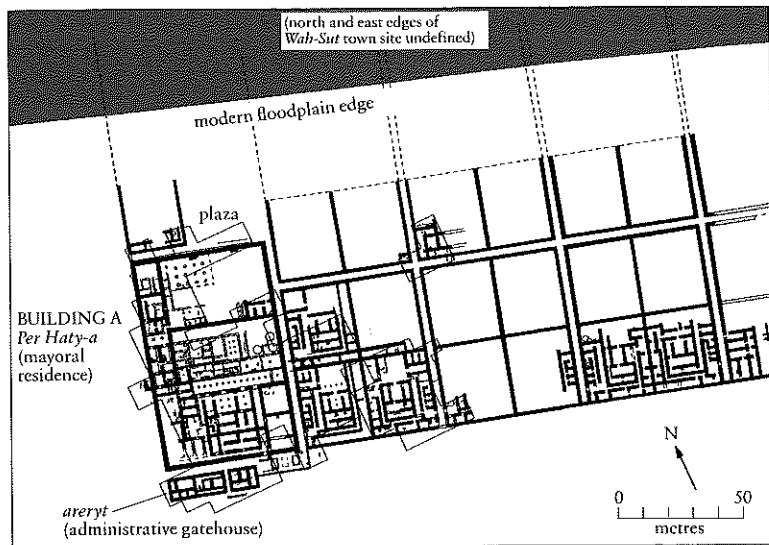 (north and east edges of
Wah-Sut town site undefined)
modern floodplain edge
plaza
BUILDING A
Per Haty-a
(mayoral
residence)
areryt
(administrative gatehouse)
N
0 50
metres